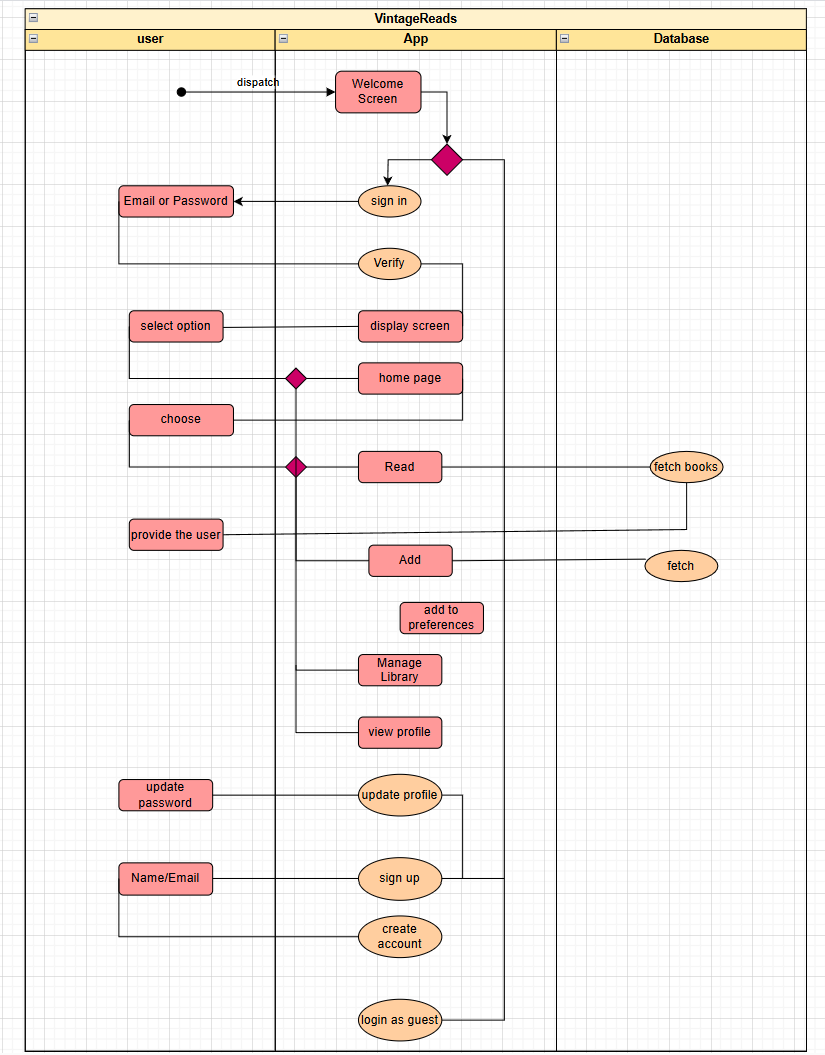 VintageReads
user
App
Database
dispatch
Welcome
Screen
sign in
Email or Password
Verify
select option
display screen
home page
choose
Read
fetch books
provide the user
Add
fetch
add to
preferences
Manage
Library
view profile
update
password
update profile
Name/Email
sign up
create
account
login as guest